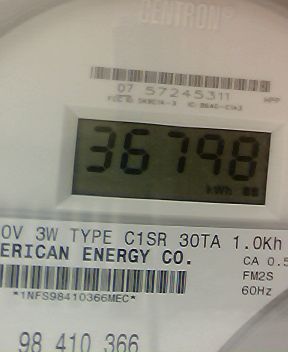 CENTRON®
07 57245311
36798
kWh
0V 3W TYPE C1SR 30TA 1.0Kh
ERICAN ENERGY CO.
CA 0.5
FM2S
*1NFS98410366MEC*
60Hz
98 410 366